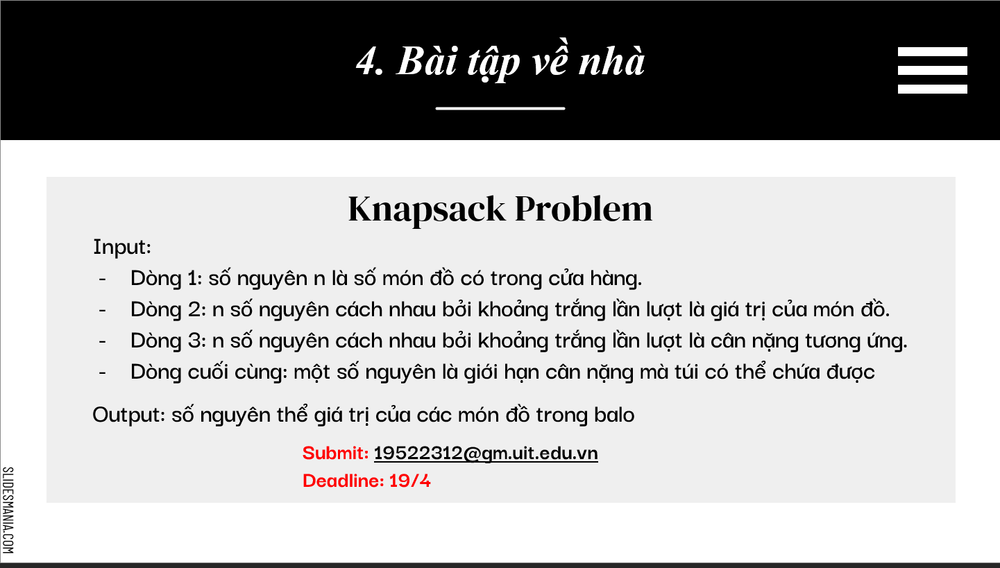 4. Bài tập về nhà
Knapsack Problem
Input:
- Dòng 1: số nguyên n là số món đồ có trong cửa hàng.
- Dòng 2: n số nguyên cách nhau bởi khoảng trắng lần lượt là giá trị của món đồ.
- Dòng 3: n số nguyên cách nhau bởi khoảng trắng lần lượt là cân nặng tương ứng.
- Dòng cuối cùng: một số nguyên là giới hạn cân nặng mà túi có thể chứa được
Output: số nguyên thể giá trị của các món đồ trong balo
Submit: 19522312@gm.uit.edu.vn
Deadline: 19/4
SLIDESMANIA.COM